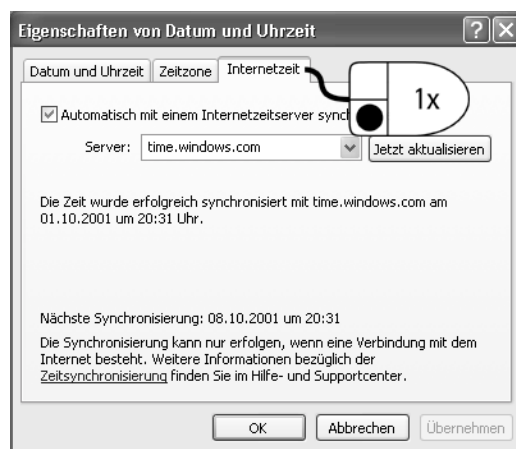 Eigenschaften von Datum und Uhrzeit
Datum und Uhrzeit Zeitzone Internetzeit
1x
Automatisch mit einem Internetzeitserver sync
Server: time.windows.com Jetzt aktualisieren
Die Zeit wurde erfolgreich synchronisiert mit time.windows.com am
01.10.2001 um 20:31 Uhr.
Nächste Synchronisierung: 08.10.2001 um 20:31
Die Synchronisierung kann nur erfolgen, wenn eine Verbindung mit dem
Internet besteht. Weitere Informationen bezüglich der
Zeitsynchronisierung finden Sie im Hilfe- und Supportcenter.
OK Abbrechen Übernehmen